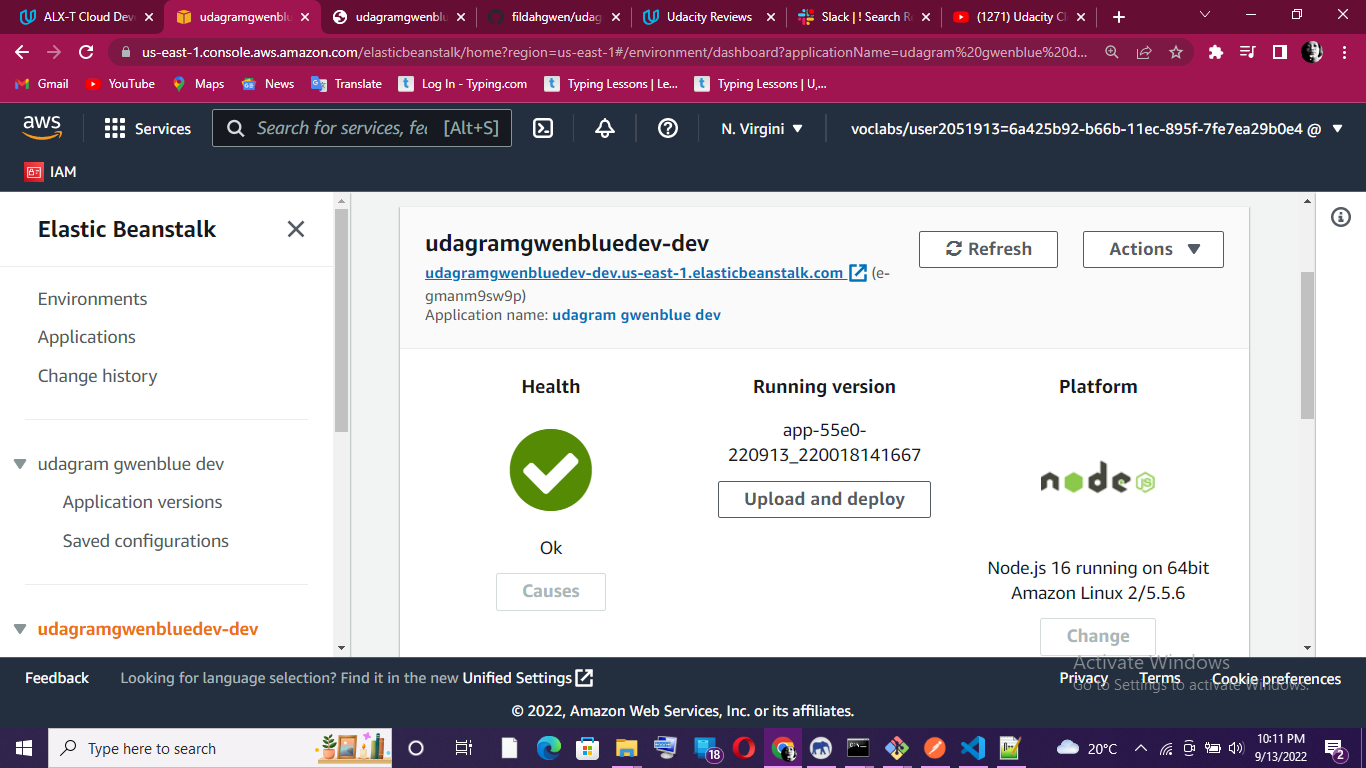 ALX-T Cloud Deve
udagramgwenblu
udagramgwenblu
fildahgwen/udag
Udacity Reviews
Slack | ! Search R
(1271) Udacity Cl
us-east-1.console.aws.amazon.com/elasticbeanstalk/home?region=us-east-1#/environment/dashboard?applicationName=udagram%20gwenblue%20d...
Gmail
YouTube
Maps
News
Translate
Log In - Typing.com
Typing Lessons | Le...
Typing Lessons | U,...
aws
Services
Search for services, fea
[Alt+S]
N. Virgini
voclabs/user2051913=6a425b92-b66b-11ec-895f-7fe7ea29b0e4 @
IAM
Elastic Beanstalk
Environments
Applications
Change history
udagram gwenblue dev
Application versions
Saved configurations
udagramgwenbluedev-dev
udagramgwenbluedev-dev
Refresh
Actions
udagramgwenbluedev-dev.us-east-1.elasticbeanstalk.com (e-
gmanm9sw9p)
Application name: udagram gwenblue dev
Health
Ok
Causes
Running version
app-55e0-
220913_220018141667
Upload and deploy
Platform
node JS
Node.js 16 running on 64bit
Amazon Linux 2/5.5.6
Change
Activate Windows
Go to Settings to activate Windows.
Feedback
Looking for language selection? Find it in the new Unified Settings
Privacy
Terms
Cookie preferences
© 2022, Amazon Web Services, Inc. or its affiliates.
Type here to search
18
20°C
10:11 PM
9/13/2022
2